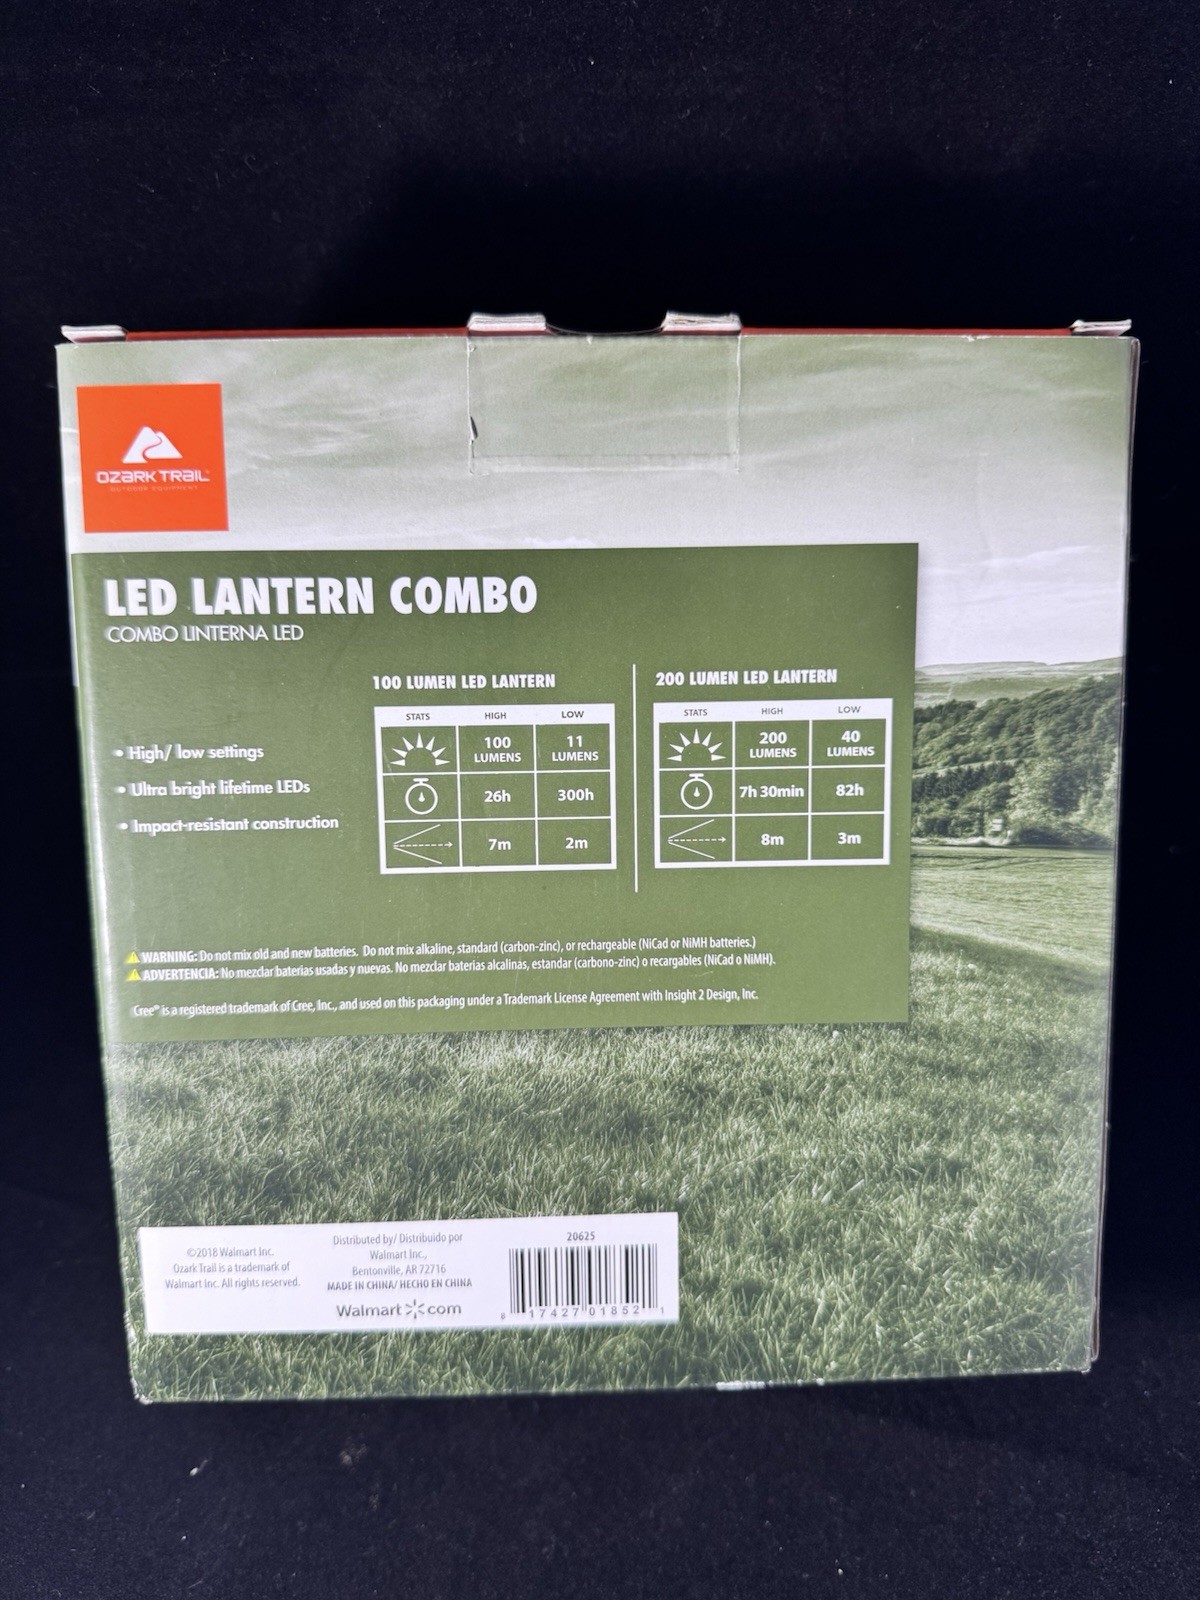 OZARK TRAIL™
OUTDOOR EQUIPMENT
LED LANTERN COMBO
COMBO LINTERNA LED
• High/ low settings
• Ultra bright lifetime LEDs
• Impact-resistant construction
100 LUMEN LED LANTERN
STATS HIGH LOW
100 LUMENS 11 LUMENS
26h 300h
7m 2m
200 LUMEN LED LANTERN
STATS HIGH LOW
200 LUMENS 40 LUMENS
7h 30min 82h
8m 3m
WARNING: Do not mix old and new batteries. Do not mix alkaline, standard (carbon-zinc), or rechargeable (NiCad or NiMH batteries.)
ADVERTENCIA: No mezclar baterias usadas y nuevas. No mezclar baterias alcalinas, estandar (carbono-zinc) o recargables (NiCad o NiMH).
Cree® is a registered trademark of Cree, Inc., and used on this packaging under a Trademark License Agreement with Insight 2 Design, Inc.
©2018 Walmart Inc.
Ozark Trail is a trademark of
Walmart Inc. All rights reserved.
Distributed by/ Distribuido por
Walmart Inc.,
Bentonville, AR 72716
MADE IN CHINA/ HECHO EN CHINA
Walmart.com
20625
8 17427 01852 1